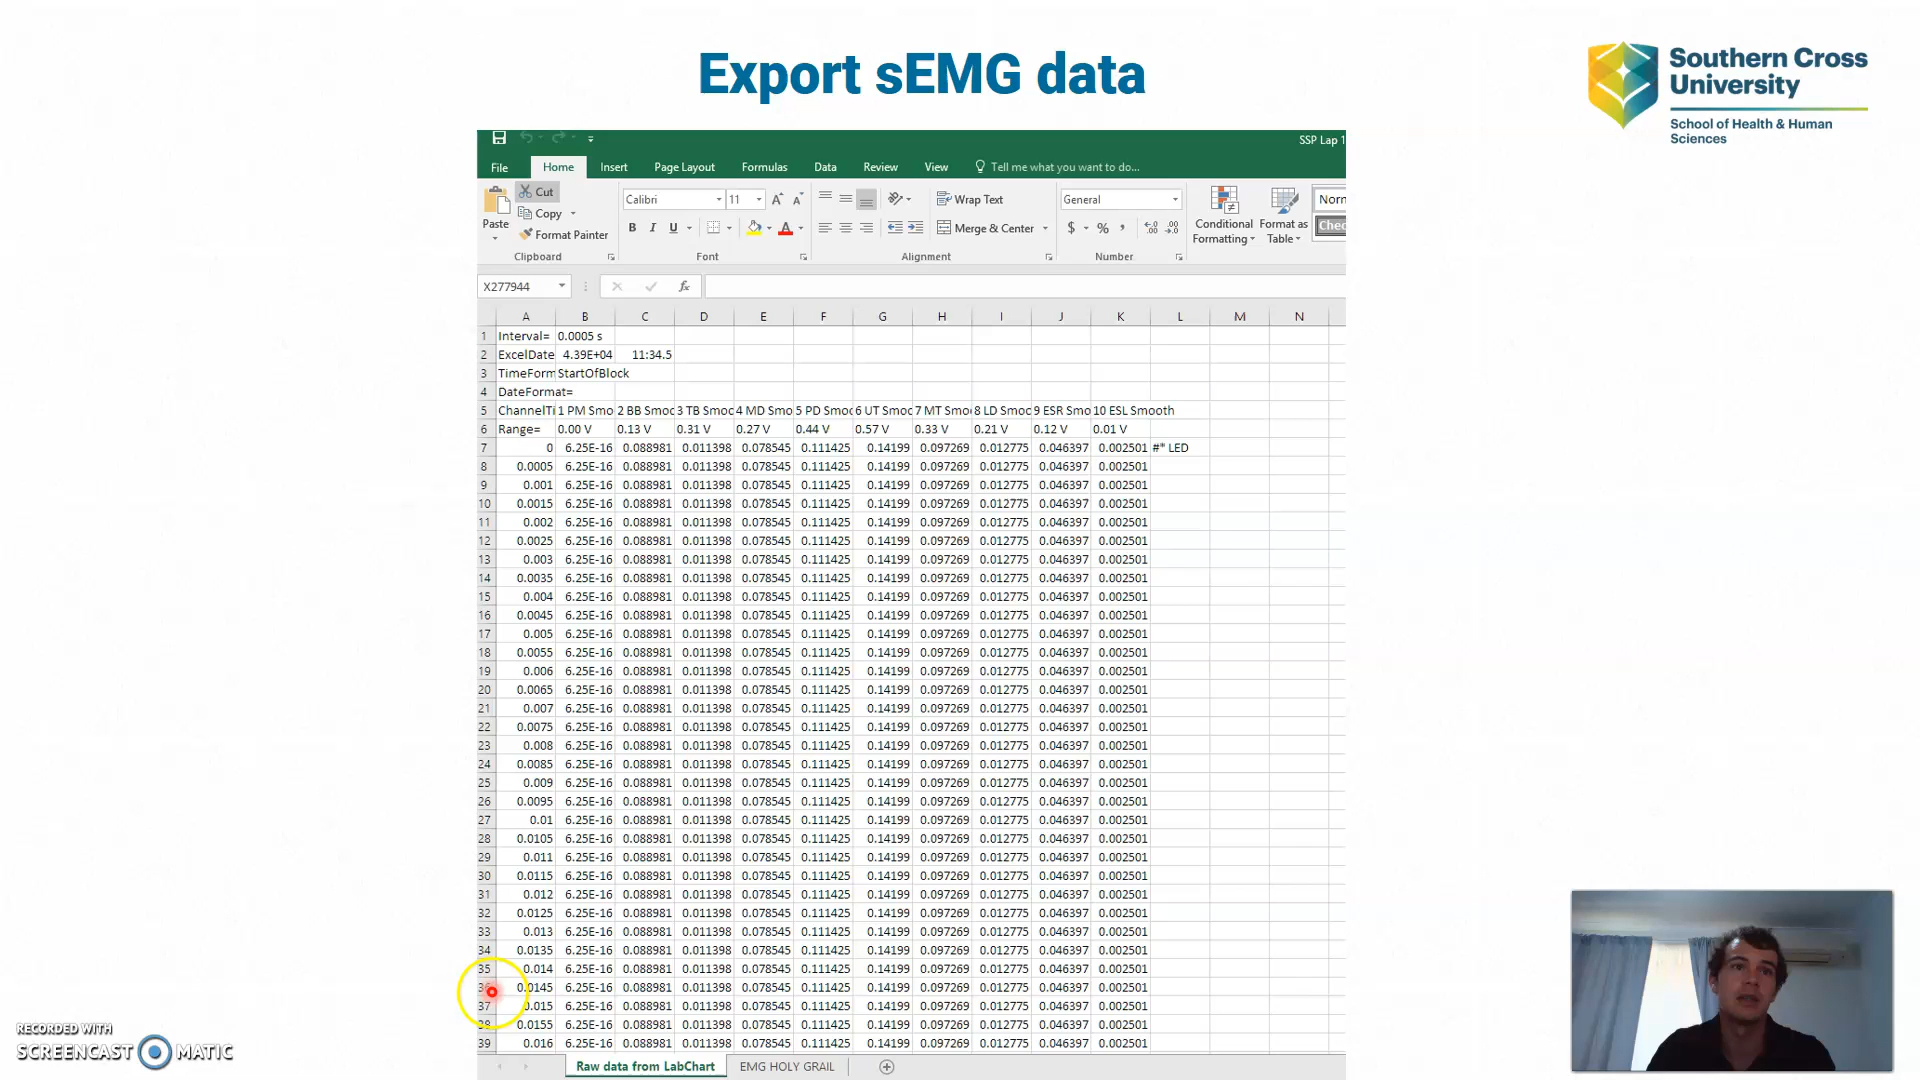 Export sEMG data
Southern Cross
University
School of Health & Human
Sciences
SSP Lap 1
File Home Insert Page Layout Formulas Data Review View Tell me what you want to do...
Cut
Copy
Format Painter
Paste
Clipboard
Calibri 11
B I U
Font
Wrap Text
Merge & Center
Alignment
General
$ % ,
Number
Conditional
Formatting
Format as
Table
Norn
Chec
X277944 fx
A B C D E F G H I J K L M N
1 Interval= 0.0005 s
2 ExcelDate 4.39E+04 11:34.5
3 TimeForm StartOfBlock
4 DateFormat=
5 ChannelTi 1 PM Smo 2 BB Smoc 3 TB Smoc 4 MD Smo 5 PD Smoc 6 UT Smoc 7 MT Smo 8 LD Smoc 9 ESR Smo 10 ESL Smooth
6 Range= 0.00 V 0.13 V 0.31 V 0.27 V 0.44 V 0.57 V 0.33 V 0.21 V 0.12 V 0.01 V
7 0 6.25E-16 0.088981 0.011398 0.078545 0.111425 0.14199 0.097269 0.012775 0.046397 0.002501 #* LED
8 0.0005 6.25E-16 0.088981 0.011398 0.078545 0.111425 0.14199 0.097269 0.012775 0.046397 0.002501
9 0.001 6.25E-16 0.088981 0.011398 0.078545 0.111425 0.14199 0.097269 0.012775 0.046397 0.002501
10 0.0015 6.25E-16 0.088981 0.011398 0.078545 0.111425 0.14199 0.097269 0.012775 0.046397 0.002501
11 0.002 6.25E-16 0.088981 0.011398 0.078545 0.111425 0.14199 0.097269 0.012775 0.046397 0.002501
12 0.0025 6.25E-16 0.088981 0.011398 0.078545 0.111425 0.14199 0.097269 0.012775 0.046397 0.002501
13 0.003 6.25E-16 0.088981 0.011398 0.078545 0.111425 0.14199 0.097269 0.012775 0.046397 0.002501
14 0.0035 6.25E-16 0.088981 0.011398 0.078545 0.111425 0.14199 0.097269 0.012775 0.046397 0.002501
15 0.004 6.25E-16 0.088981 0.011398 0.078545 0.111425 0.14199 0.097269 0.012775 0.046397 0.002501
16 0.0045 6.25E-16 0.088981 0.011398 0.078545 0.111425 0.14199 0.097269 0.012775 0.046397 0.002501
17 0.005 6.25E-16 0.088981 0.011398 0.078545 0.111425 0.14199 0.097269 0.012775 0.046397 0.002501
18 0.0055 6.25E-16 0.088981 0.011398 0.078545 0.111425 0.14199 0.097269 0.012775 0.046397 0.002501
19 0.006 6.25E-16 0.088981 0.011398 0.078545 0.111425 0.14199 0.097269 0.012775 0.046397 0.002501
20 0.0065 6.25E-16 0.088981 0.011398 0.078545 0.111425 0.14199 0.097269 0.012775 0.046397 0.002501
21 0.007 6.25E-16 0.088981 0.011398 0.078545 0.111425 0.14199 0.097269 0.012775 0.046397 0.002501
22 0.0075 6.25E-16 0.088981 0.011398 0.078545 0.111425 0.14199 0.097269 0.012775 0.046397 0.002501
23 0.008 6.25E-16 0.088981 0.011398 0.078545 0.111425 0.14199 0.097269 0.012775 0.046397 0.002501
24 0.0085 6.25E-16 0.088981 0.011398 0.078545 0.111425 0.14199 0.097269 0.012775 0.046397 0.002501
25 0.009 6.25E-16 0.088981 0.011398 0.078545 0.111425 0.14199 0.097269 0.012775 0.046397 0.002501
26 0.0095 6.25E-16 0.088981 0.011398 0.078545 0.111425 0.14199 0.097269 0.012775 0.046397 0.002501
27 0.01 6.25E-16 0.088981 0.011398 0.078545 0.111425 0.14199 0.097269 0.012775 0.046397 0.002501
28 0.0105 6.25E-16 0.088981 0.011398 0.078545 0.111425 0.14199 0.097269 0.012775 0.046397 0.002501
29 0.011 6.25E-16 0.088981 0.011398 0.078545 0.111425 0.14199 0.097269 0.012775 0.046397 0.002501
30 0.0115 6.25E-16 0.088981 0.011398 0.078545 0.111425 0.14199 0.097269 0.012775 0.046397 0.002501
31 0.012 6.25E-16 0.088981 0.011398 0.078545 0.111425 0.14199 0.097269 0.012775 0.046397 0.002501
32 0.0125 6.25E-16 0.088981 0.011398 0.078545 0.111425 0.14199 0.097269 0.012775 0.046397 0.002501
33 0.013 6.25E-16 0.088981 0.011398 0.078545 0.111425 0.14199 0.097269 0.012775 0.046397 0.002501
34 0.0135 6.25E-16 0.088981 0.011398 0.078545 0.111425 0.14199 0.097269 0.012775 0.046397 0.002501
35 0.014 6.25E-16 0.088981 0.011398 0.078545 0.111425 0.14199 0.097269 0.012775 0.046397 0.002501
36 0.0145 6.25E-16 0.088981 0.011398 0.078545 0.111425 0.14199 0.097269 0.012775 0.046397 0.002501
37 0.015 6.25E-16 0.088981 0.011398 0.078545 0.111425 0.14199 0.097269 0.012775 0.046397 0.002501
38 0.0155 6.25E-16 0.088981 0.011398 0.078545 0.111425 0.14199 0.097269 0.012775 0.046397 0.002501
39 0.016 6.25E-16 0.088981 0.011398 0.078545 0.111425 0.14199 0.097269 0.012775 0.046397 0.002501
Raw data from LabChart EMG HOLY GRAIL
RECORDED WITH
SCREENCAST MATIC